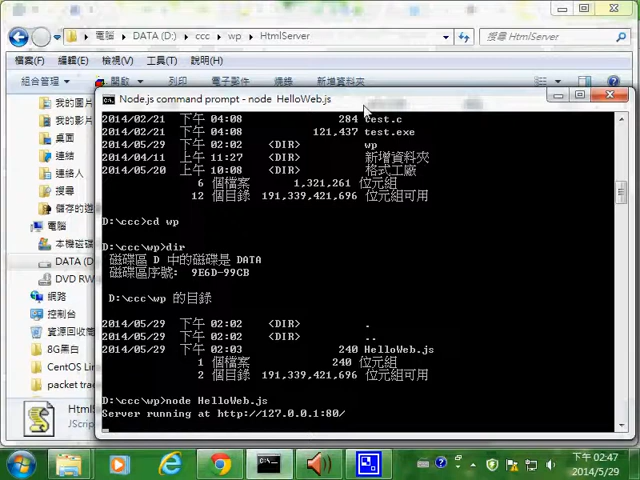 電腦 DATA (D:) ccc wp HtmlServer
搜尋 HtmlServer
檔案(F) 編輯(E) 檢視(V) 工具(T) 說明(H)
組合管理 開啟 列印 電子郵件 燒錄 新增資料夾
我的圖片
我的影片
桌面
連絡
連絡人
搜尋
儲存的遊
電腦
本機磁碟
DATA (D
DVD RW
網路
控制台
資源回收筒
8G黑白
CentOS Lin
packet trac
Html
JScrip
Node.js command prompt - node HelloWeb.js
2014/02/21 下午 04:08 284 test.c
2014/02/21 下午 04:08 121,437 test.exe
2014/05/29 下午 02:02 <DIR> wp
2014/04/11 上午 11:27 <DIR> 新增資料夾
2014/05/20 上午 10:08 <DIR> 格式工廠
6 個檔案 1,321,261 位元組
12 個目錄 191,339,421,696 位元組可用
D:\ccc>cd wp
D:\ccc\wp>dir
磁碟區 D 中的磁碟是 DATA
磁碟區序號: 9E6D-99CB
D:\ccc\wp 的目錄
2014/05/29 下午 02:02 <DIR> .
2014/05/29 下午 02:02 <DIR> ..
2014/05/29 下午 02:03 240 HelloWeb.js
1 個檔案 240 位元組
2 個目錄 191,339,421,696 位元組可用
D:\ccc\wp>node HelloWeb.js
Server running at http://127.0.0.1:80/
下午 02:47
2014/5/29